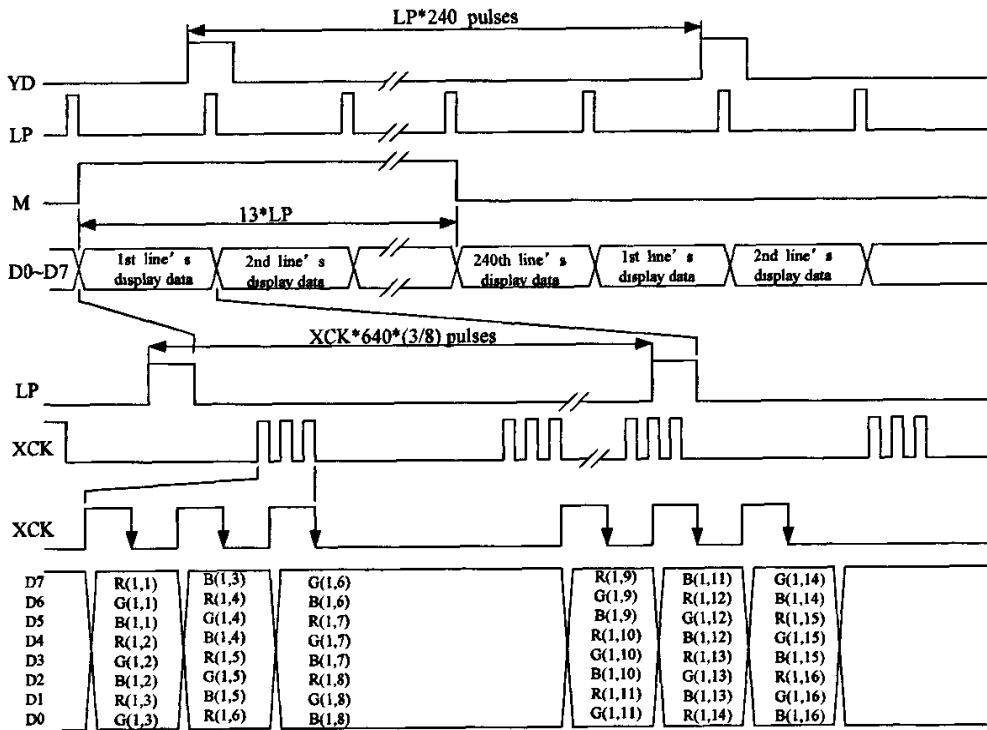 LP*240 pulses
YD
LP
M
13*LP
D0~D7
1st line's display data
2nd line's display data
240th line's display data
1st line's display data
2nd line's display data
XCK*640*(3/8) pulses
LP
XCK
XCK
D7 R(1,1) B(1,3) G(1,6) R(1,9) B(1,11) G(1,14)
D6 G(1,1) R(1,4) B(1,6) G(1,9) R(1,12) B(1,14)
D5 B(1,1) G(1,4) R(1,7) B(1,9) G(1,12) R(1,15)
D4 R(1,2) B(1,4) G(1,7) R(1,10) B(1,12) G(1,15)
D3 G(1,2) R(1,5) B(1,7) G(1,10) R(1,13) B(1,15)
D2 B(1,2) G(1,5) R(1,8) B(1,10) G(1,13) R(1,16)
D1 R(1,3) B(1,5) G(1,8) R(1,11) B(1,13) G(1,16)
D0 G(1,3) R(1,6) B(1,8) G(1,11) R(1,14) B(1,16)